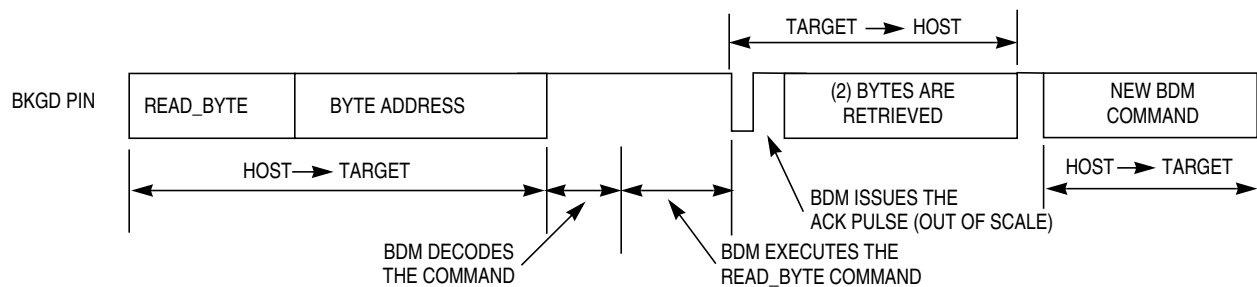 TARGET HOST
BKGD PIN
READ_BYTE
BYTE ADDRESS
(2) BYTES ARE
RETRIEVED
NEW BDM
COMMAND
HOST TARGET
HOST TARGET
BDM ISSUES THE
ACK PULSE (OUT OF SCALE)
BDM DECODES
THE COMMAND
BDM EXECUTES THE
READ_BYTE COMMAND